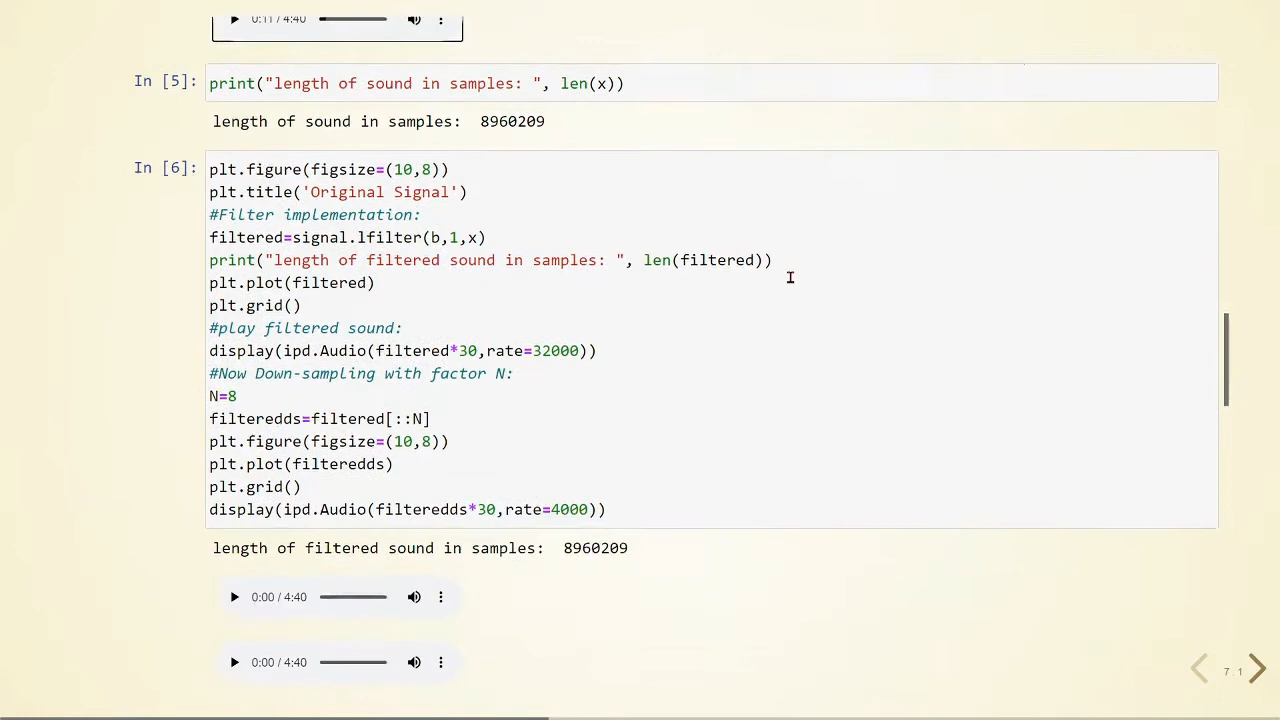 0:11 / 4:40
In [5]: print("length of sound in samples: ", len(x))
length of sound in samples:  8960209
In [6]: plt.figure(figsize=(10,8))
plt.title('Original Signal')
#Filter implementation:
filtered=signal.lfilter(b,1,x)
print("length of filtered sound in samples: ", len(filtered))
plt.plot(filtered)
plt.grid()
#play filtered sound:
display(ipd.Audio(filtered*30,rate=32000))
#Now Down-sampling with factor N:
N=8
filteredds=filtered[::N]
plt.figure(figsize=(10,8))
plt.plot(filteredds)
plt.grid()
display(ipd.Audio(filteredds*30,rate=4000))
length of filtered sound in samples:  8960209
0:00 / 4:40
0:00 / 4:40
7.1